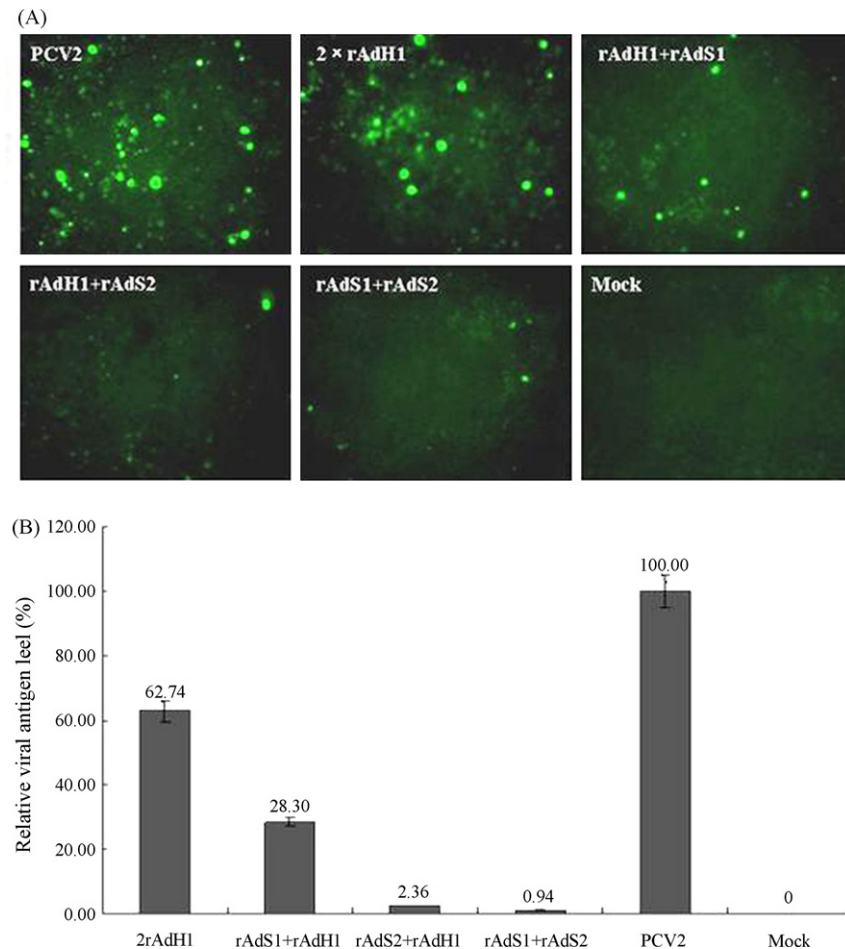 (A)
PCV2
2 × rAdH1
rAdH1+rAdS1
rAdH1+rAdS2
rAdS1+rAdS2
Mock
(B)
Relative viral antigen leel (%)
120.00
100.00
80.00
60.00
40.00
20.00
0.00
62.74
28.30
2.36
0.94
100.00
0
2rAdH1
rAdS1+rAdH1
rAdS2+rAdH1
rAdS1+rAdS2
PCV2
Mock